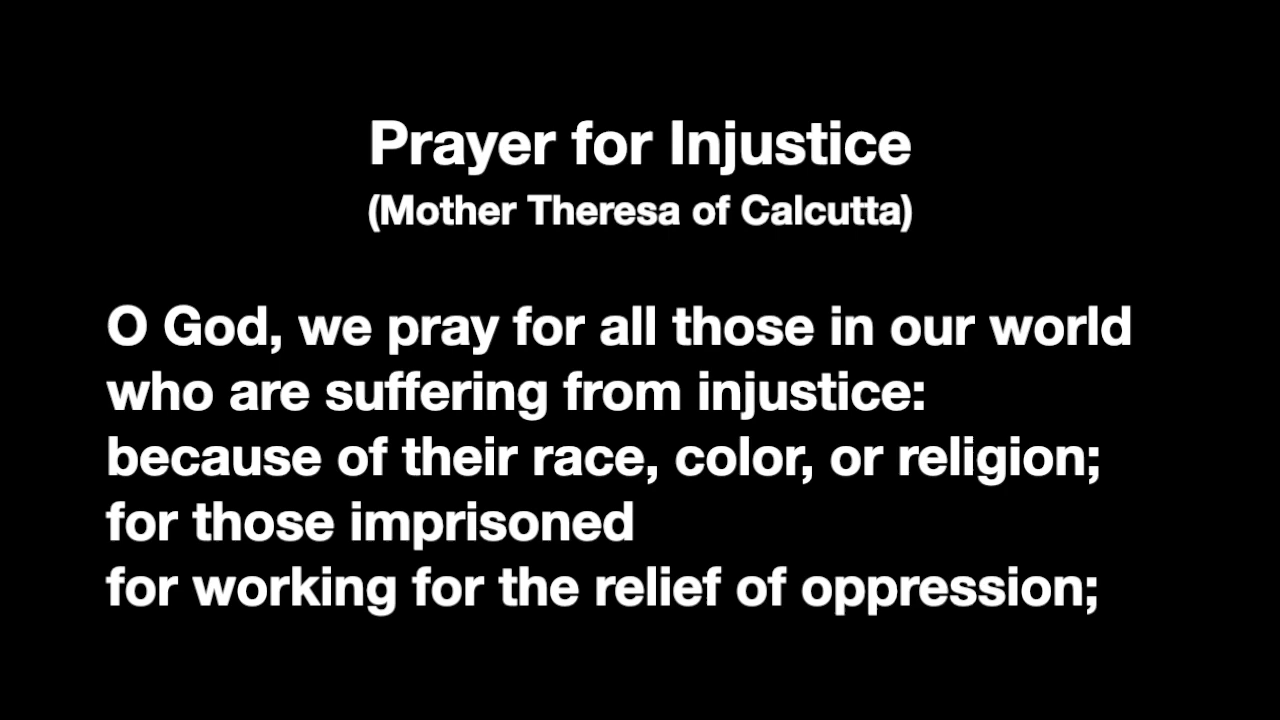 Prayer for Injustice
(Mother Theresa of Calcutta)
O God, we pray for all those in our world
who are suffering from injustice:
because of their race, color, or religion;
for those imprisoned
for working for the relief of oppression;